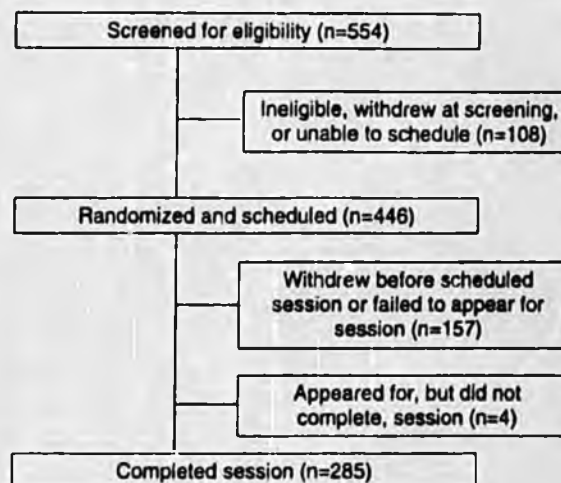 Screened for eligibility (n=554)
Ineligible, withdrew at screening,
or unable to schedule (n=108)
Randomized and scheduled (n=446)
Withdrew before scheduled
session or failed to appear for
session (n=157)
Appeared for, but did not
complete, session (n=4)
Completed session (n=285)